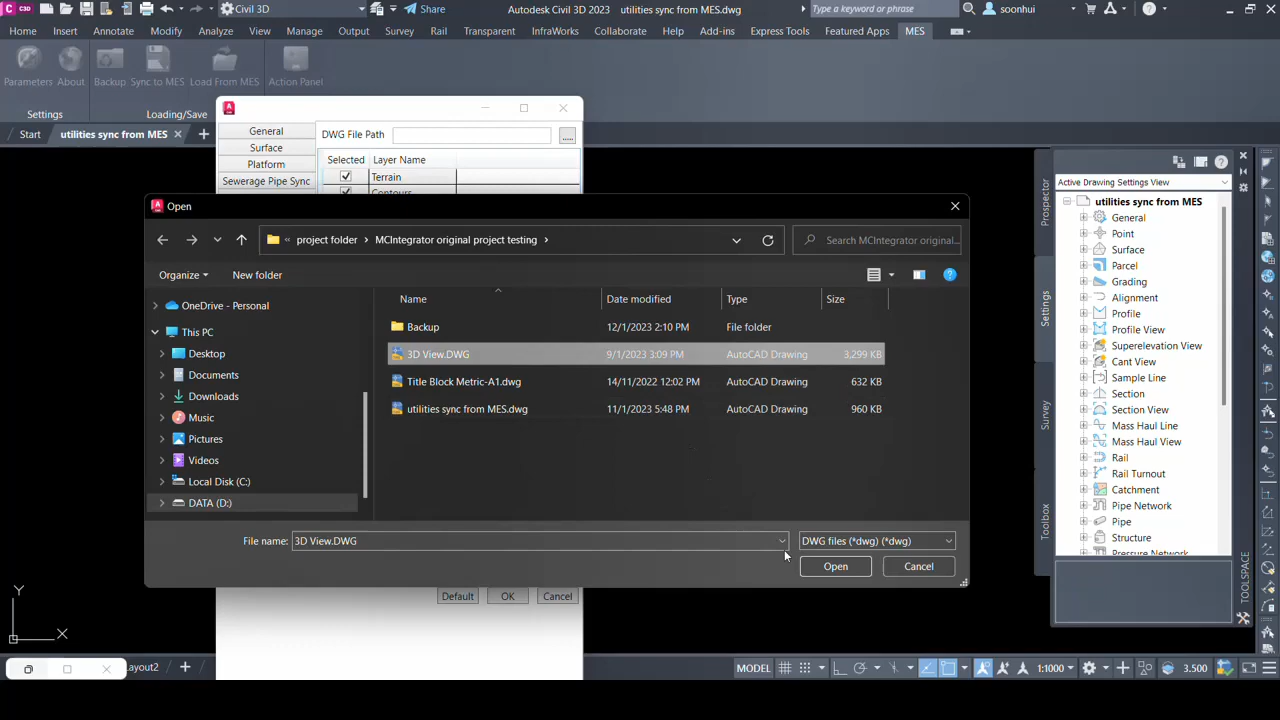 C3D
Civil 3D
Share
Autodesk Civil 3D 2023 utilities sync from MES.dwg
Type a keyword or phrase
soonhui
Home Insert Annotate Modify Analyze View Manage Output Survey Rail Transparent InfraWorks Collaborate Help Add-ins Express Tools Featured Apps MES
Parameters About Backup Sync to MES Load From MES Action Panel
Settings Loading/Save
Start utilities sync from MES
General
Surface
Platform
Sewerage Pipe Sync
DWG File Path
.....
Selected Layer Name
Terrain
Contours
Open
« project folder MCIntegrator original project testing
Search MCIntegrator original...
Organize New folder
OneDrive - Personal
This PC
Desktop
Documents
Downloads
Music
Pictures
Videos
Local Disk (C:)
DATA (D:)
Name Date modified Type Size
Backup 12/1/2023 2:10 PM File folder
3D View.DWG 9/1/2023 3:09 PM AutoCAD Drawing 3,299 KB
Title Block Metric-A1.dwg 14/11/2022 12:02 PM AutoCAD Drawing 632 KB
utilities sync from MES.dwg 11/1/2023 5:48 PM AutoCAD Drawing 960 KB
File name: 3D View.DWG
DWG files (*dwg) (*dwg)
Open Cancel
Default OK Cancel
Active Drawing Settings View
utilities sync from MES
General
Point
Surface
Parcel
Grading
Alignment
Profile
Profile View
Superelevation View
Cant View
Sample Line
Section
Section View
Mass Haul Line
Mass Haul View
Rail
Rail Turnout
Catchment
Pipe Network
Pipe
Structure
Pressure Network
Prospector
Settings
Survey
Toolbox
TOOLSPACE
Y
X
Layout2
MODEL 1:1000 3.500